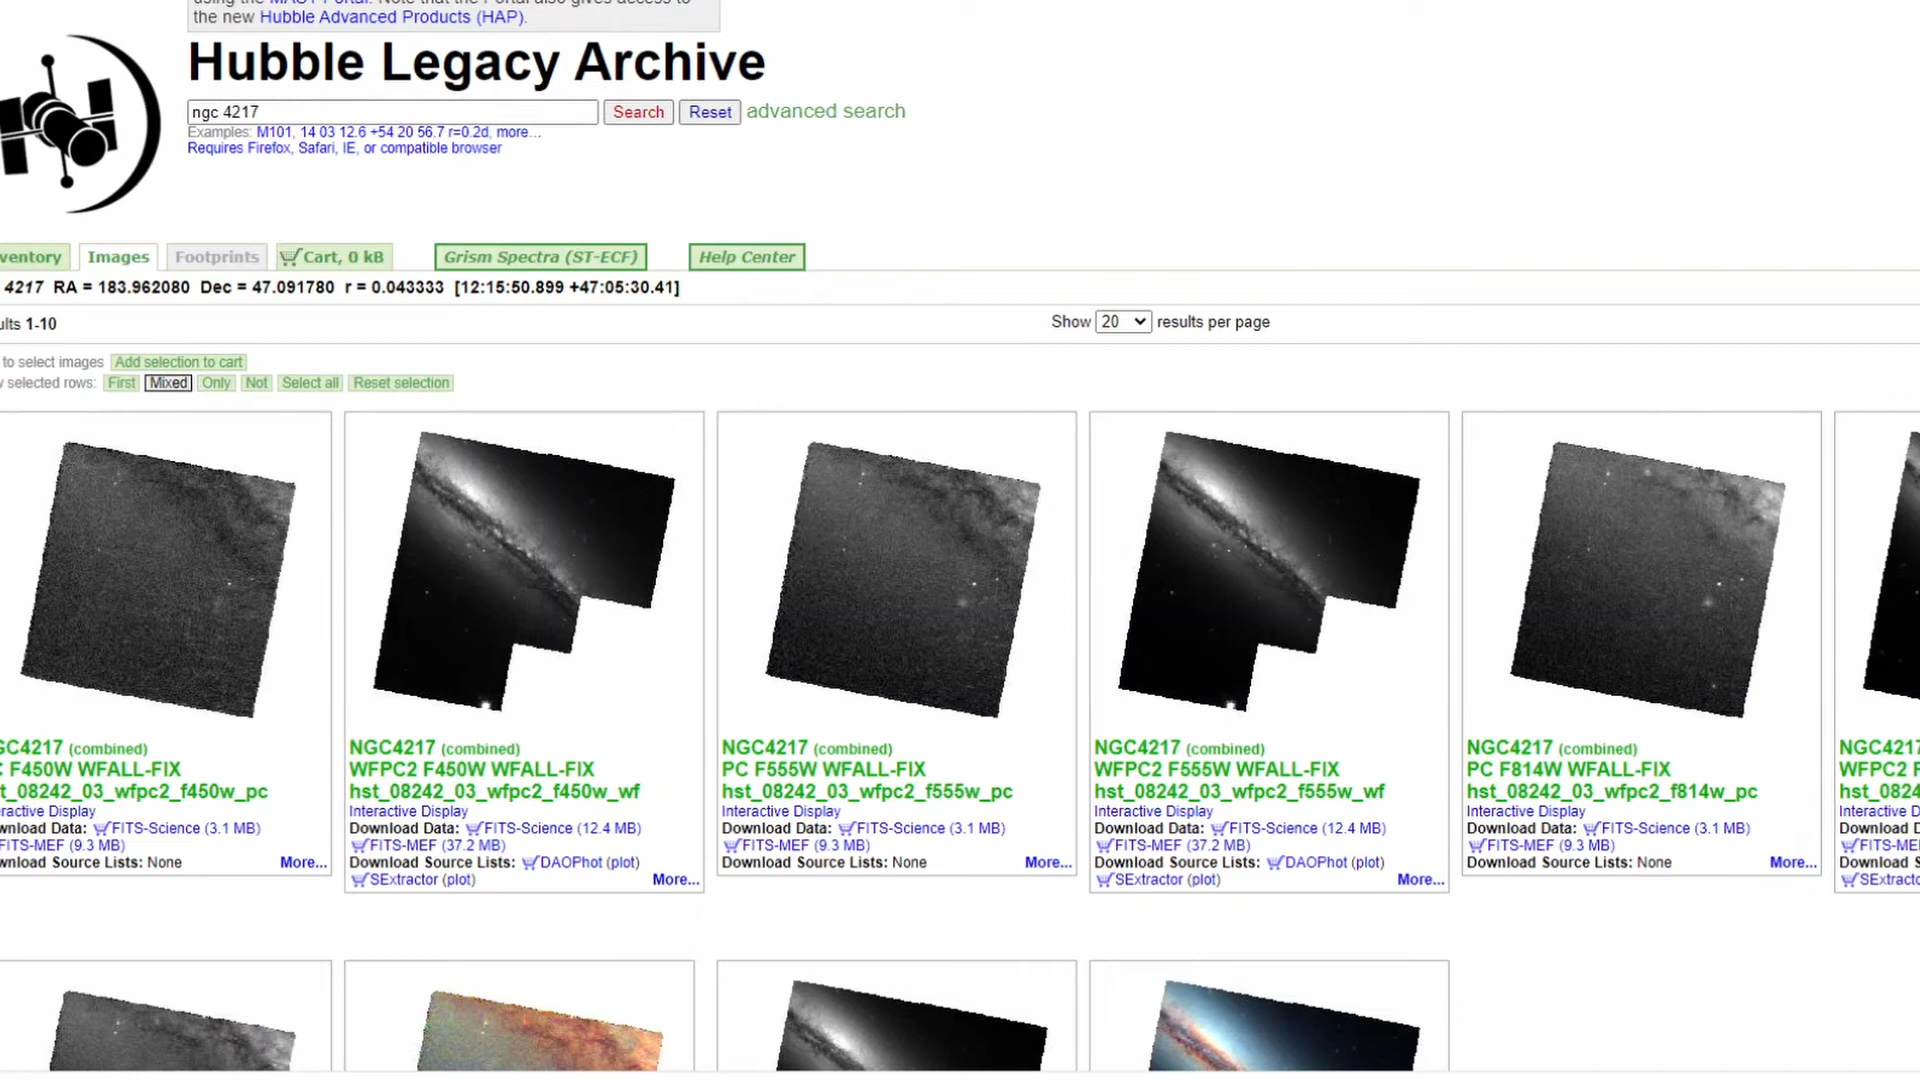 the new Hubble Advanced Products (HAP).
Hubble Legacy Archive
ngc 4217 Search Reset advanced search
Examples: M101, 14 03 12.6 +54 20 56.7 r=0.2d, more...
Requires Firefox, Safari, IE, or compatible browser
ventory Images Footprints Cart, 0 kB Grism Spectra (ST-ECF) Help Center
4217 RA = 183.962080 Dec = 47.091780 r = 0.043333 [12:15:50.899 +47:05:30.41]
ults 1-10 Show 20 results per page
to select images Add selection to cart
w selected rows: First Mixed Only Not Select all Reset selection
GC4217 (combined)
C F450W WFALL-FIX
t_08242_03_wfpc2_f450w_pc
ractive Display
wnload Data: FITS-Science (3.1 MB)
FITS-MEF (9.3 MB)
wnload Source Lists: None More...
NGC4217 (combined)
WFPC2 F450W WFALL-FIX
hst_08242_03_wfpc2_f450w_wf
Interactive Display
Download Data: FITS-Science (12.4 MB)
FITS-MEF (37.2 MB)
Download Source Lists: DAOPhot (plot)
SExtractor (plot) More...
NGC4217 (combined)
PC F555W WFALL-FIX
hst_08242_03_wfpc2_f555w_pc
Interactive Display
Download Data: FITS-Science (3.1 MB)
FITS-MEF (9.3 MB)
Download Source Lists: None More...
NGC4217 (combined)
WFPC2 F555W WFALL-FIX
hst_08242_03_wfpc2_f555w_wf
Interactive Display
Download Data: FITS-Science (12.4 MB)
FITS-MEF (37.2 MB)
Download Source Lists: DAOPhot (plot)
SExtractor (plot) More...
NGC4217 (combined)
PC F814W WFALL-FIX
hst_08242_03_wfpc2_f814w_pc
Interactive Display
Download Data: FITS-Science (3.1 MB)
FITS-MEF (9.3 MB)
Download Source Lists: None More...
NGC4217
WFPC2 F
hst_0824
Interactive D
Download D
FITS-MEF
Download S
SExtracto